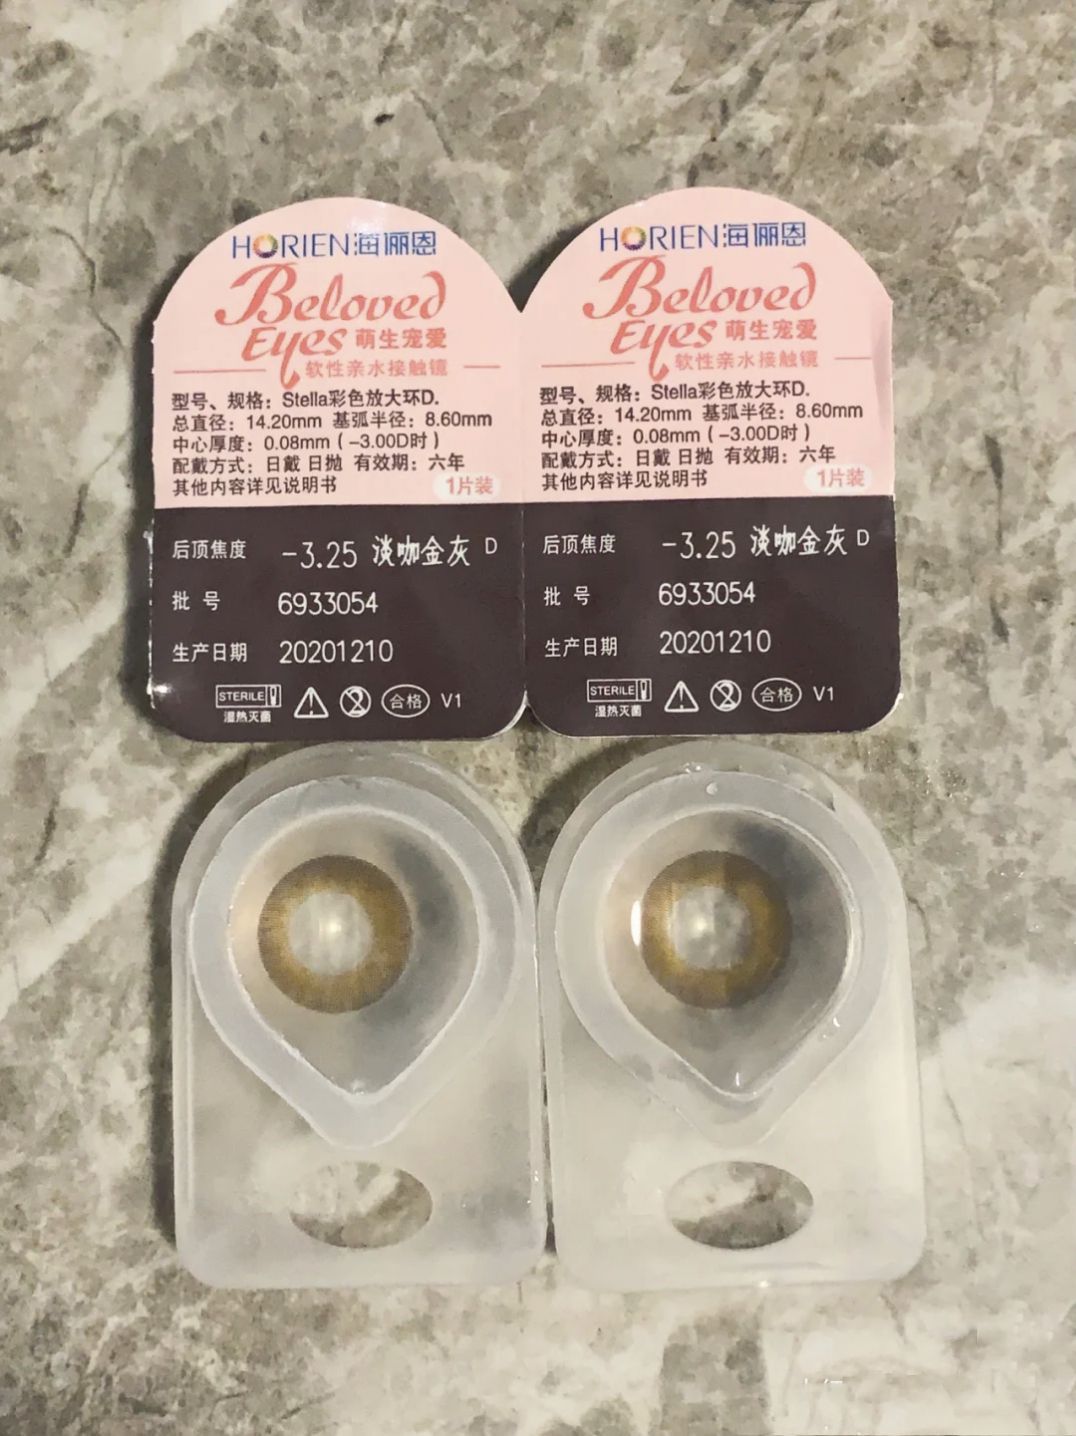 HORIEN海俪恩
Beloved
Eyes 萌生宠爱
软性亲水接触镜
型号、规格：Stella彩色放大环D.
总直径：14.20mm 基弧半径：8.60mm
中心厚度：0.08mm（-3.00D时）
配戴方式：日戴 日抛 有效期：六年
其他内容详见说明书
1片装
后顶焦度 -3.25 淡咖金灰 D
批 号 6933054
生产日期 20201210
STERILE
湿热灭菌
2
合格 V1
HORIEN海俪恩
Beloved
Eyes 萌生宠爱
软性亲水接触镜
型号、规格：Stella彩色放大环D.
总直径：14.20mm 基弧半径：8.60mm
中心厚度：0.08mm（-3.00D时）
配戴方式：日戴 日抛 有效期：六年
其他内容详见说明书
1片装
后顶焦度 -3.25 淡咖金灰 D
批 号 6933054
生产日期 20201210
STERILE
湿热灭菌
2
合格 V1